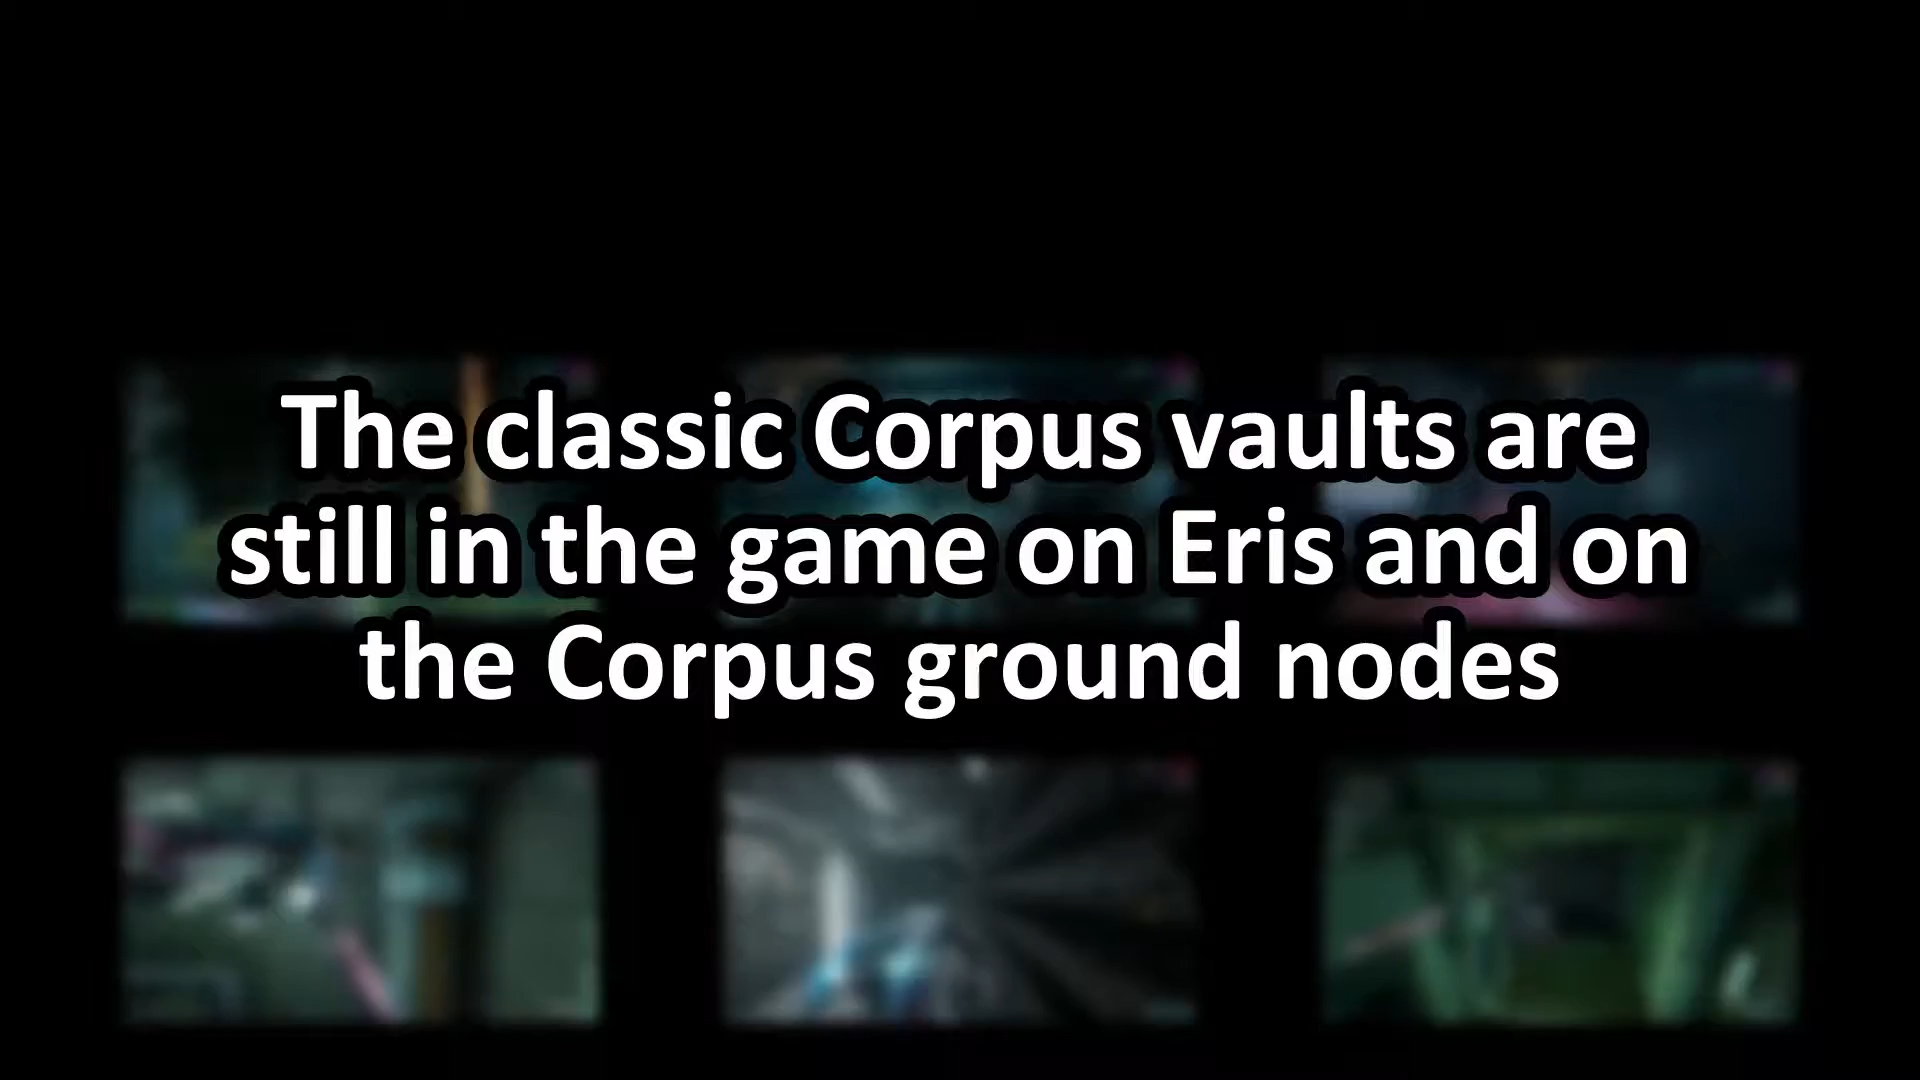 The classic Corpus vaults are
still in the game on Eris and on
the Corpus ground nodes